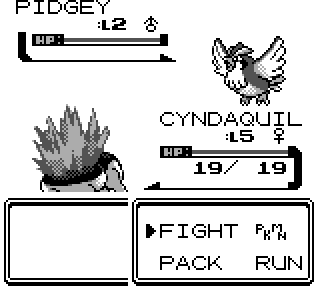 PIDGEY
:L2 ♂
HP:
CYNDAQUIL
:L5 ♀
HP:
19/ 19
▶FIGHT PKMN
PACK RUN